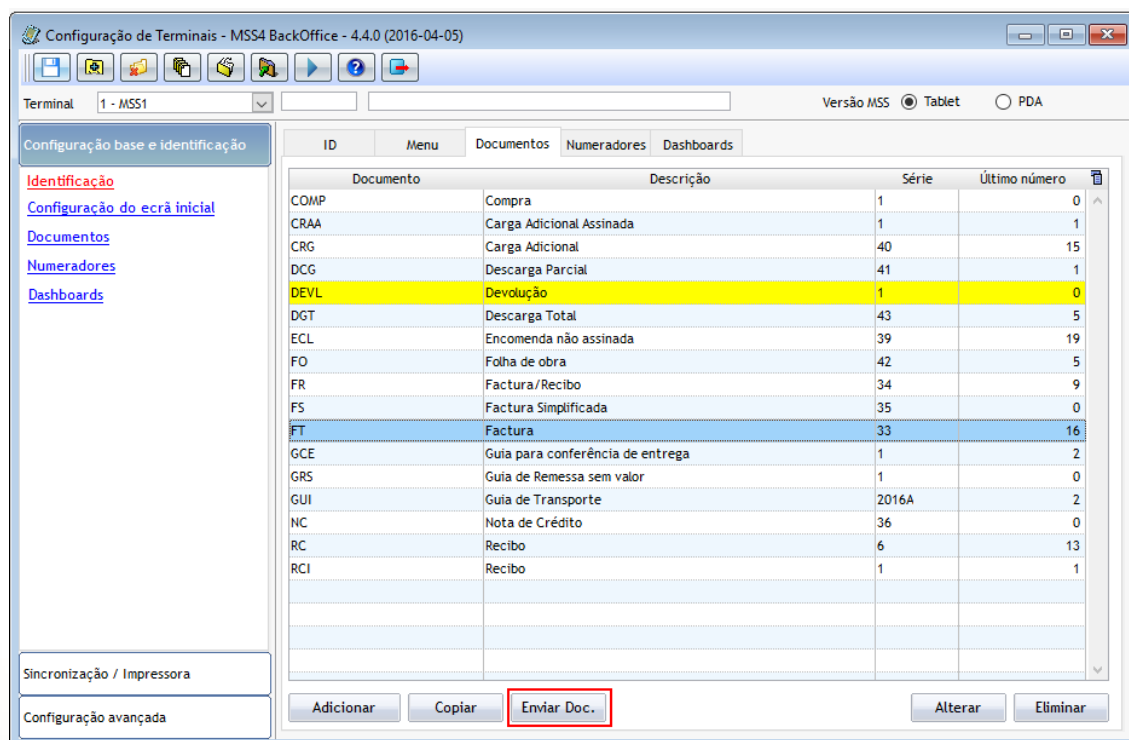 Configuração de Terminais - MSS4 BackOffice - 4.4.0 (2016-04-05)
Terminal 1 - MSS1 Versão MSS Tablet PDA
Configuração base e identificação
Identificação
Configuração do ecrã inicial
Documentos
Numeradores
Dashboards
Sincronização / Impressora
Configuração avançada
ID Menu Documentos Numeradores Dashboards
Documento Descrição Série Último número
COMP Compra 1 0
CRAA Carga Adicional Assinada 1 1
CRG Carga Adicional 40 15
DCG Descarga Parcial 41 1
DEVL Devolução 1 0
DGT Descarga Total 43 5
ECL Encomenda não assinada 39 19
FO Folha de obra 42 5
FR Factura/Recibo 34 9
FS Factura Simplificada 35 0
FT Factura 33 16
GCE Guia para conferência de entrega 1 2
GRS Guia de Remessa sem valor 1 0
GUI Guia de Transporte 2016A 2
NC Nota de Crédito 36 0
RC Recibo 6 13
RCI Recibo 1 1
Adicionar Copiar Enviar Doc. Alterar Eliminar